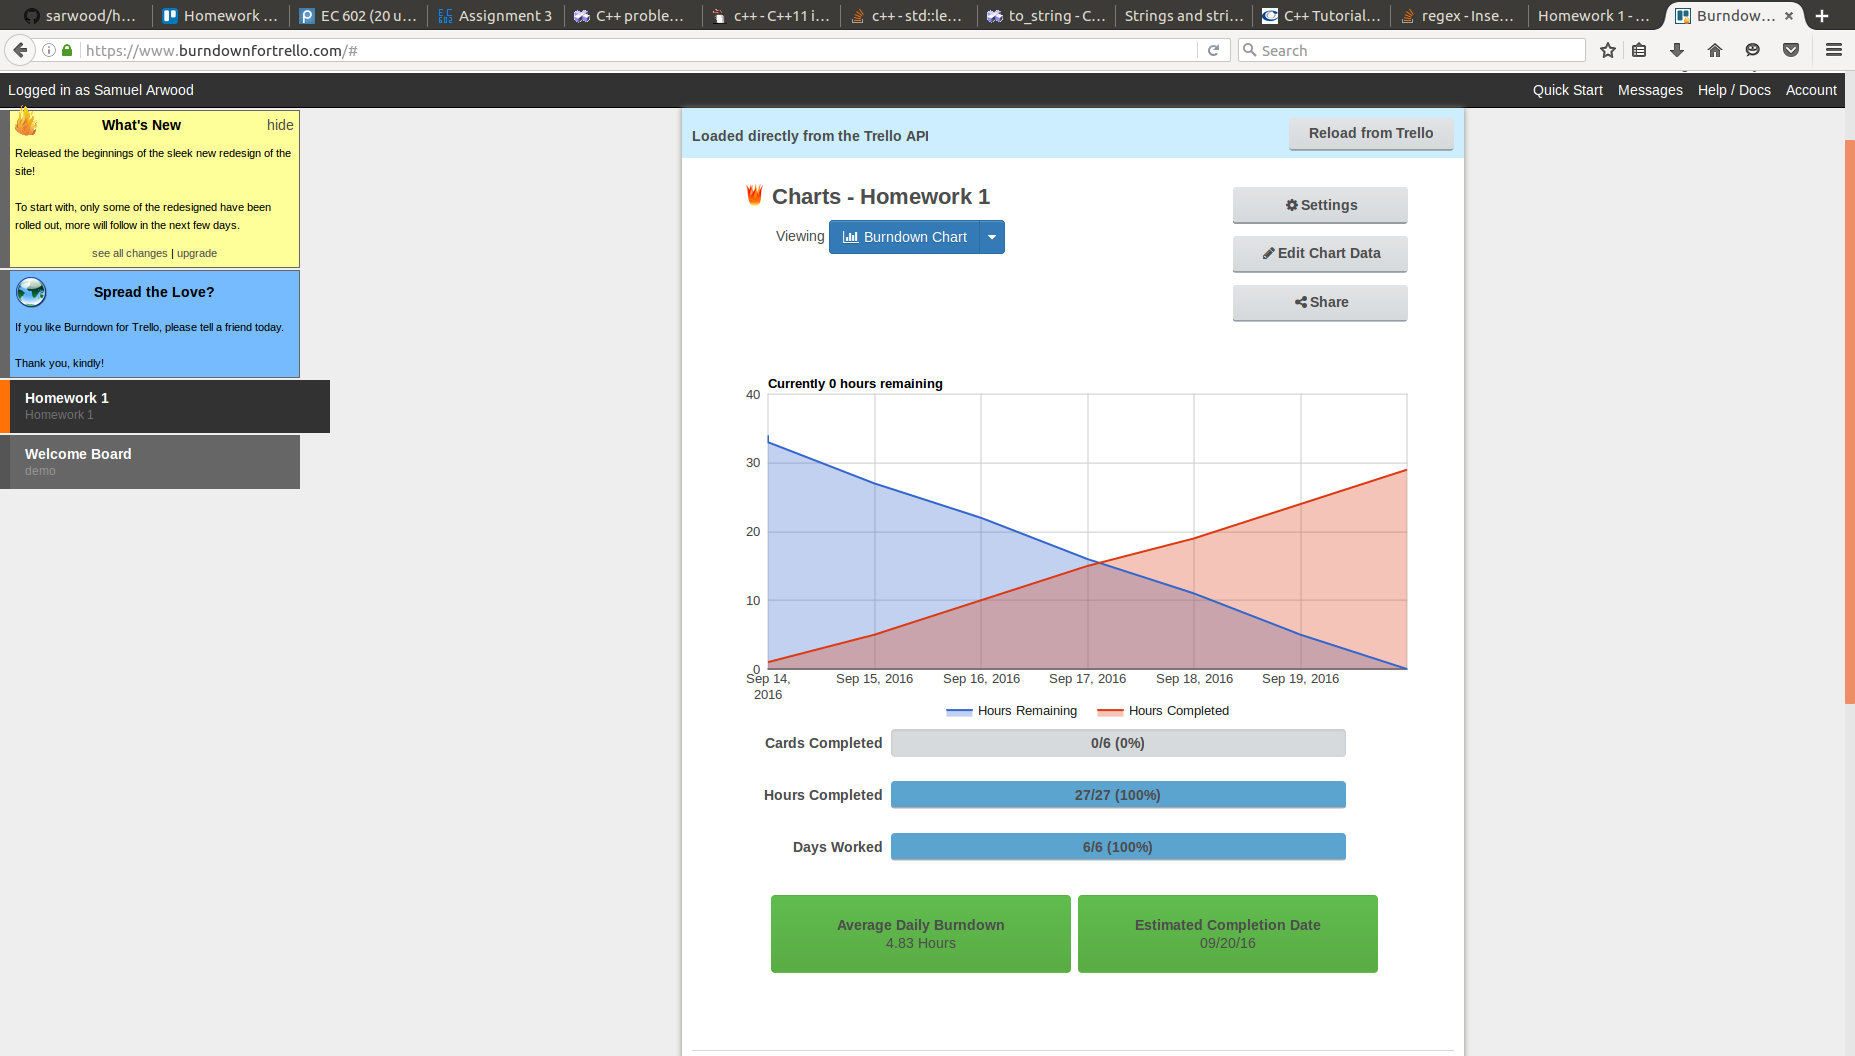 sarwood/h...
Homework ...
EC 602 (20 u...
Assignment 3
C++ proble...
c++ - C++11 i...
c++ - std::le...
to_string - C...
Strings and stri...
C++ Tutorial...
regex - Inse...
Homework 1 - ...
Burndow...
https://www.burndownfortrello.com/#
Search
Logged in as Samuel Arwood
Quick Start Messages Help / Docs Account
What's New hide
Released the beginnings of the sleek new redesign of the
site!
To start with, only some of the redesigned have been
rolled out, more will follow in the next few days.
see all changes | upgrade
Spread the Love?
If you like Burndown for Trello, please tell a friend today.
Thank you, kindly!
Homework 1
Homework 1
Welcome Board
demo
Loaded directly from the Trello API
Reload from Trello
Charts - Homework 1
Viewing Burndown Chart
Settings
Edit Chart Data
Share
Currently 0 hours remaining
40
30
20
10
0
Sep 14,
2016
Sep 15, 2016
Sep 16, 2016
Sep 17, 2016
Sep 18, 2016
Sep 19, 2016
Hours Remaining Hours Completed
Cards Completed 0/6 (0%)
Hours Completed 27/27 (100%)
Days Worked 6/6 (100%)
Average Daily Burndown
4.83 Hours
Estimated Completion Date
09/20/16